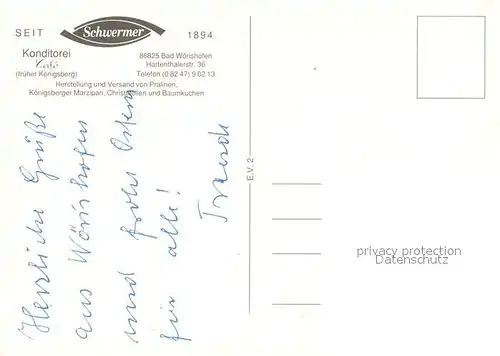 SEIT Schwermer 1894
Konditorei
Café
(früher Königsberg)
86825 Bad Wörishofen
Hartenthalerstr. 36
Telefon (0 82 47) 9 02 13
Herstellung und Versand von Pralinen,
Königsberger Marzipan, Christstollen und Baumkuchen
Herzliche Grüße
aus Wörishofen
und frohe Ostern
für alle!
E.V. 2
privacy protection
Datenschutz